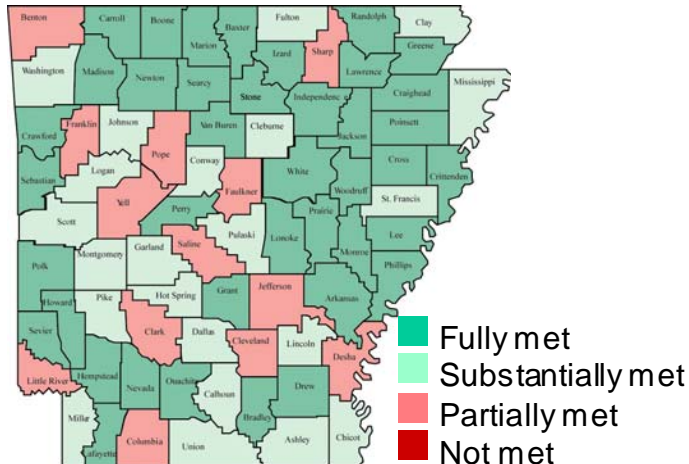 Benton Carroll Boone Baxter Fulton Randolph Clay
Marion Izard Sharp Greene
Washington Madison Newton Searcy Lawrence
Stone Independenc e Craighead Mississippi
Crawford Franklin Johnson Van Buren Cleburne Jackson Poinsett
Pope Conway
Sebastian Logan White Cross Crittenden
Faulkner Woodruff
Yell St. Francis
Scott Perry Prairie
Pulaski Lonoke Lee
Garland Saline Monroe
Montgomery Phillips
Polk Grant Jefferson
Hot Spring Arkansas
Howard Pike
Clark Dallas Lincoln
Sevier Cleveland Desha
Little River Hempstead Nevada Ouachita Drew
Calhoun
Miller Bradley
Lafayette Columbia Union Ashley Chicot
Fully met
Substantially met
Partially met
Not met